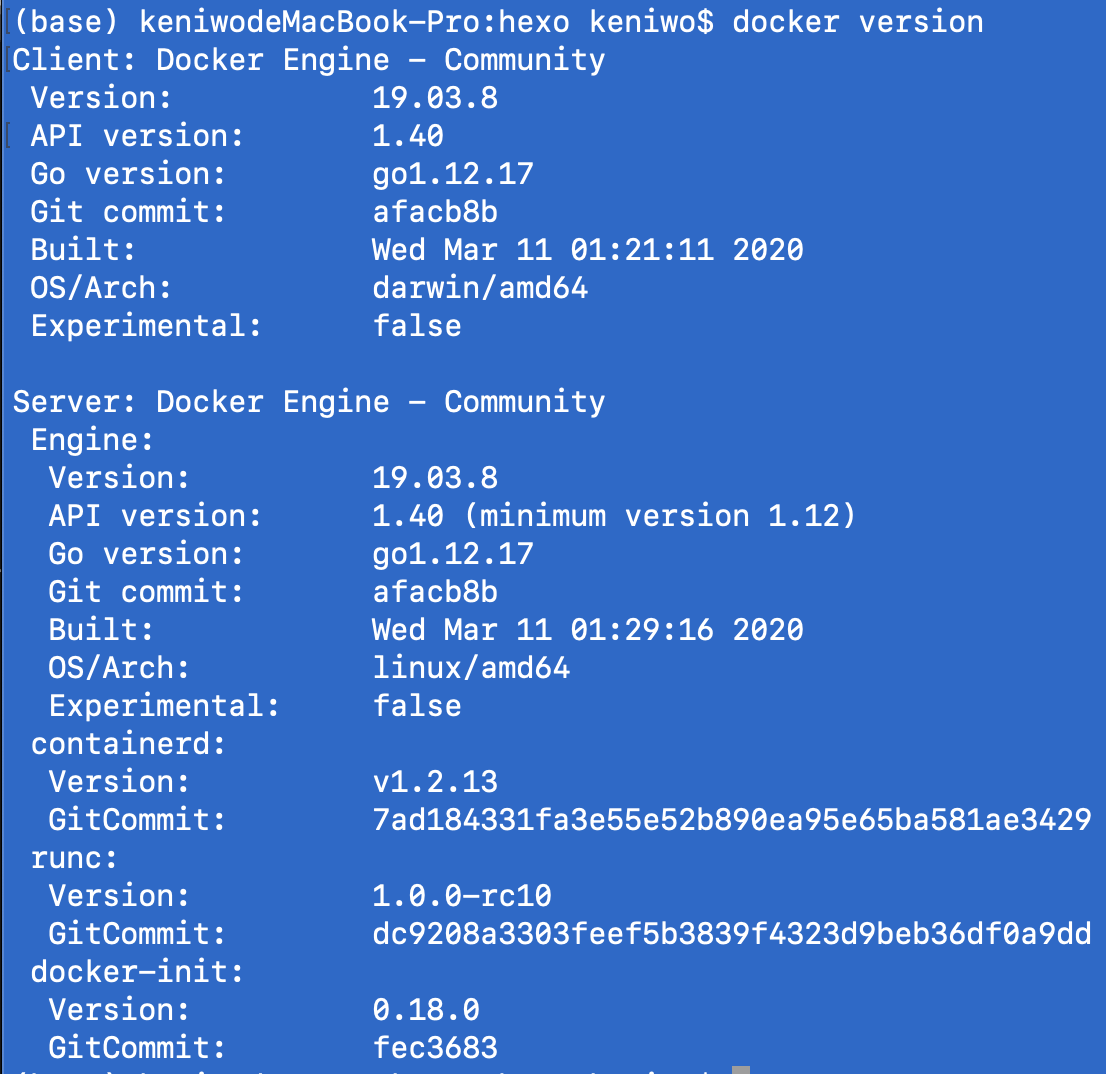 (base) keniwodeMacBook-Pro:hexo keniwo$ docker version
Client: Docker Engine - Community
Version: 19.03.8
API version: 1.40
Go version: go1.12.17
Git commit: afacb8b
Built: Wed Mar 11 01:21:11 2020
OS/Arch: darwin/amd64
Experimental: false
Server: Docker Engine - Community
Engine:
Version: 19.03.8
API version: 1.40 (minimum version 1.12)
Go version: go1.12.17
Git commit: afacb8b
Built: Wed Mar 11 01:29:16 2020
OS/Arch: linux/amd64
Experimental: false
containerd:
Version: v1.2.13
GitCommit: 7ad184331fa3e55e52b890ea95e65ba581ae3429
runc:
Version: 1.0.0-rc10
GitCommit: dc9208a3303feef5b3839f4323d9beb36df0a9dd
docker-init:
Version: 0.18.0
GitCommit: fec3683